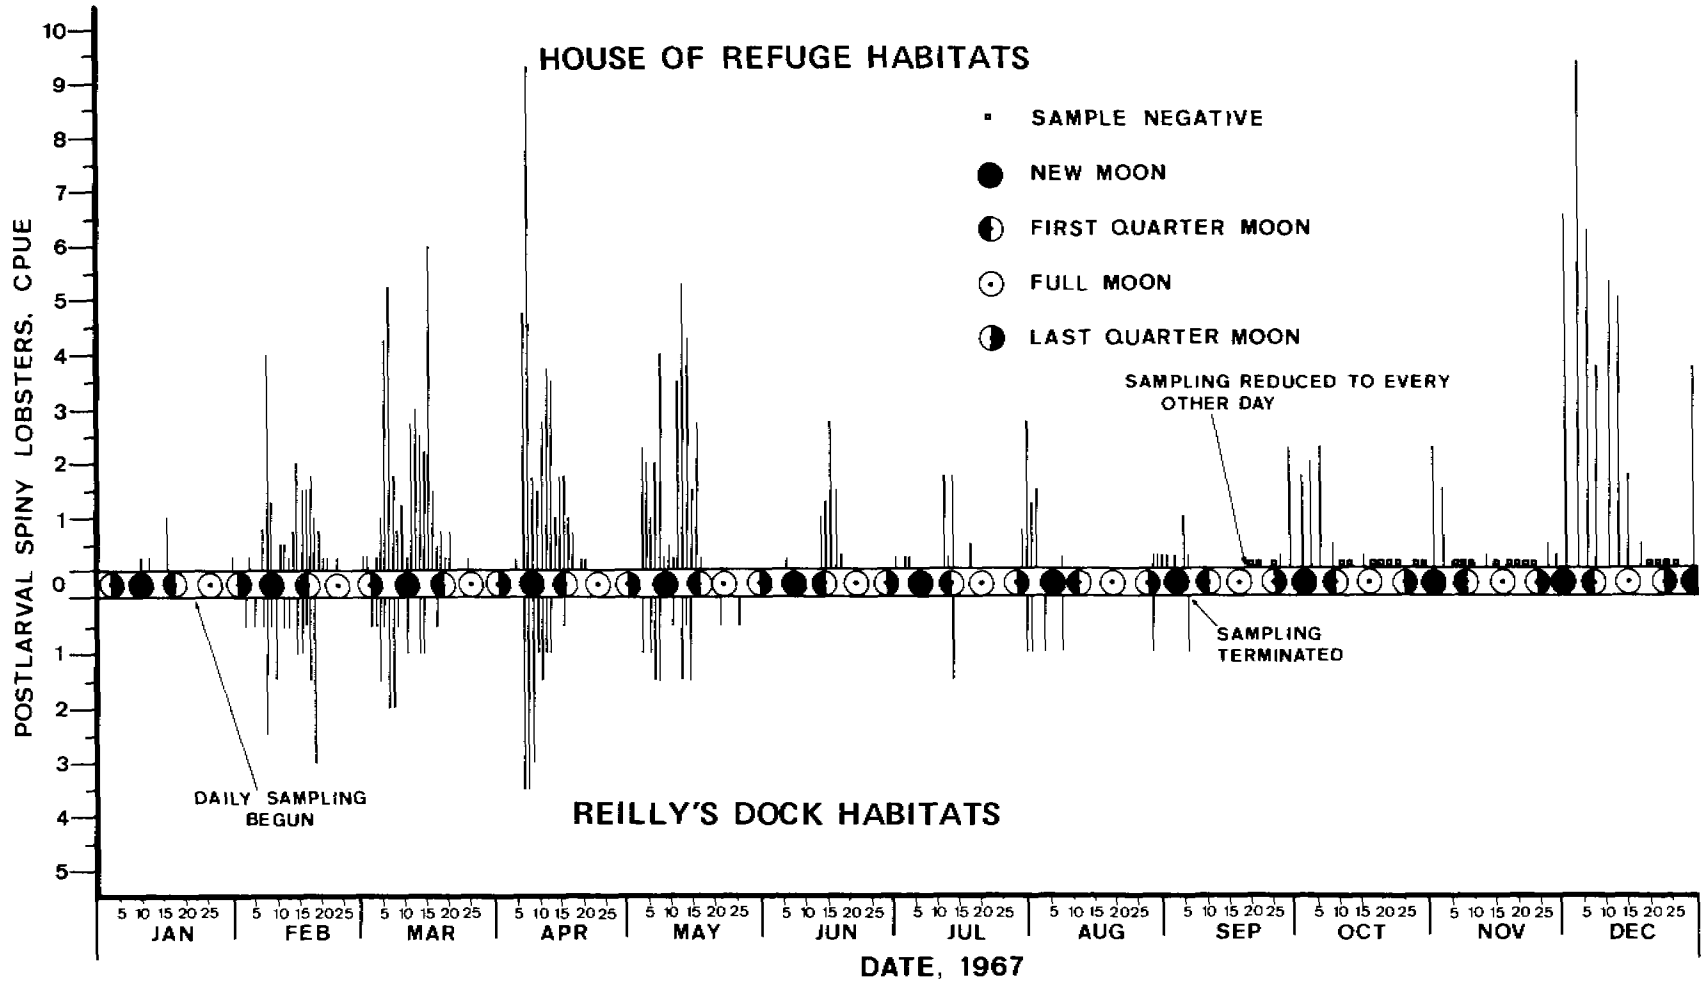 HOUSE OF REFUGE HABITATS
SAMPLE NEGATIVE
NEW MOON
FIRST QUARTER MOON
FULL MOON
LAST QUARTER MOON
SAMPLING REDUCED TO EVERY
OTHER DAY
POSTLARVAL SPINY LOBSTERS, CPUE
10
9
8
7
6
5
4
3
2
1
0
1
2
3
4
5
SAMPLING
TERMINATED
DAILY SAMPLING
BEGUN
REILLY'S DOCK HABITATS
5 10 15 20 25 5 10 15 20 25 5 10 15 20 25 5 10 15 20 25 5 10 15 20 25 5 10 15 20 25 5 10 15 20 25 5 10 15 20 25 5 10 15 20 25 5 10 15 20 25 5 10 15 20 25 5 10 15 20 25
JAN FEB MAR APR MAY JUN JUL AUG SEP OCT NOV DEC
DATE, 1967